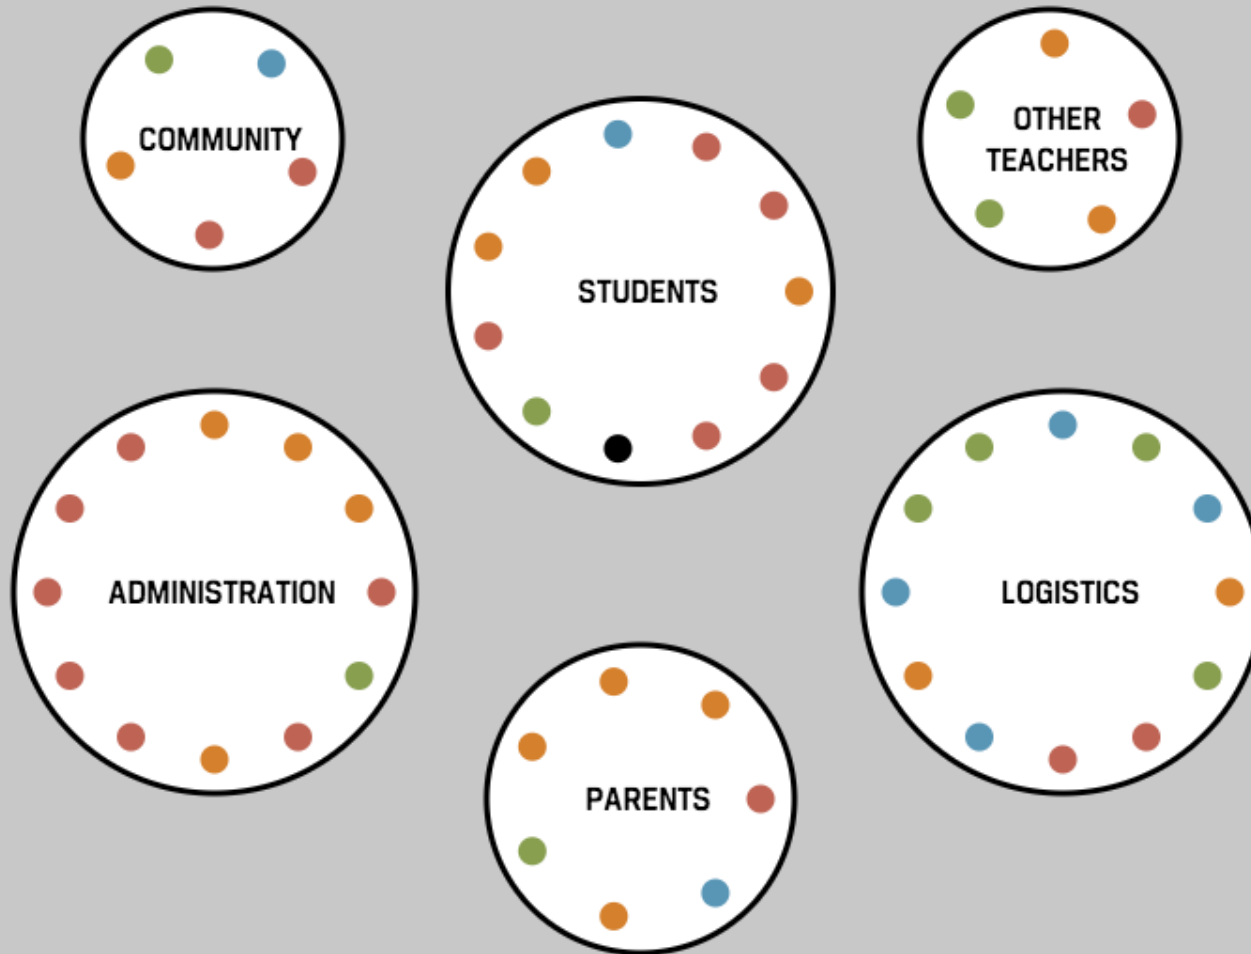 COMMUNITY
OTHER
TEACHERS
STUDENTS
ADMINISTRATION
LOGISTICS
PARENTS